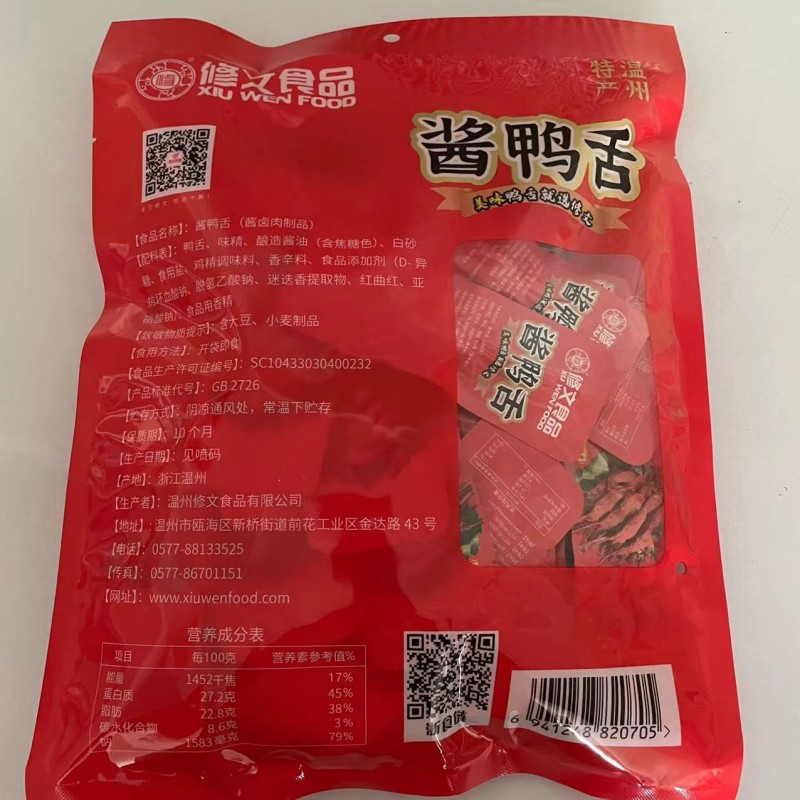 修文食品
XIU WEN FOOD
特温
产州
酱鸭舌
美味鸭舌就选修文
【食品名称】：酱鸭舌（酱卤肉制品）
【配料表】：鸭舌、味精、酿造酱油（含焦糖色）、白砂
糖、食用盐、鸡精调味料、香辛料、食品添加剂（D-异
抗坏血酸钠、脱氢乙酸钠、迷迭香提取物、红曲红、亚
硝酸钠）、食品用香精
【致敏物质提示】：含大豆、小麦制品
【食用方法】：开袋即食
【食品生产许可证编号】：SC10433030400232
【产品标准代号】：GB 2726
【贮存方式】：阴凉通风处，常温下贮存
【保质期】：10个月
【生产日期】：见喷码
【产地】：浙江温州
【生产者】：温州修文食品有限公司
【地址】：温州市瓯海区新桥街道前花工业区金达路 43 号
【电话】：0577-88133525
【传真】：0577-86701151
【网址】：www.xiuwenfood.com
酱鸭舌
修文食品
XIU WEN FOOD
营养成分表
项目 每100克 营养素参考值%
能量 1452千焦 17%
蛋白质 27.2克 45%
脂肪 22.8克 38%
碳水化合物 8.6克 3%
钠 1583毫克 79%
浙食链
6 941248 820705 >